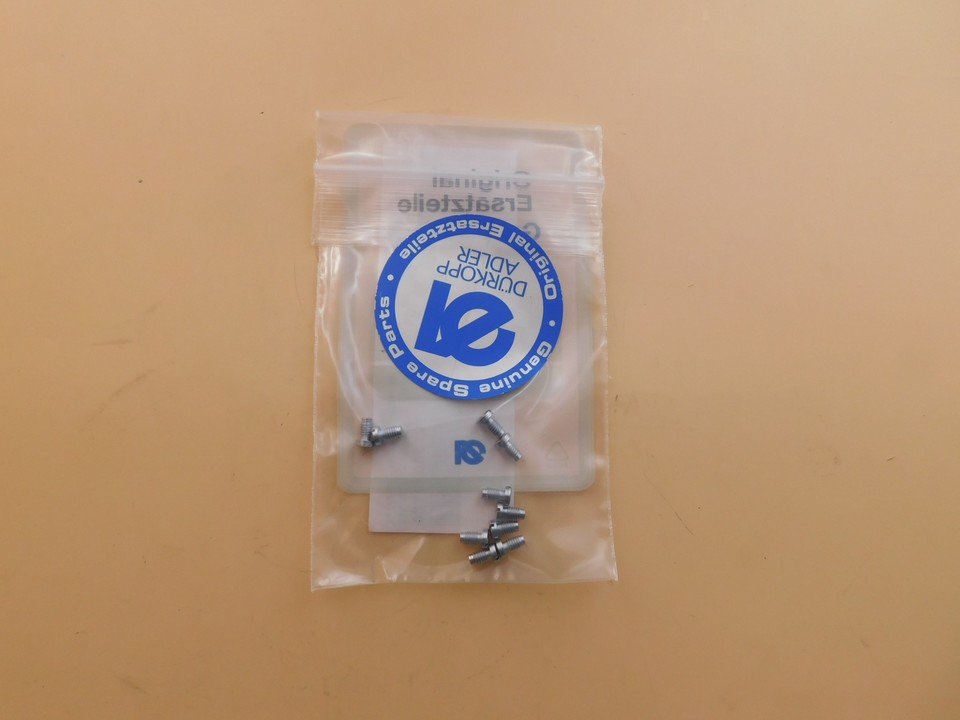 Original
Ersatzteile
G
Original Ersatzteile
DÜRKOPP
ADLER
Genuine Spare Parts